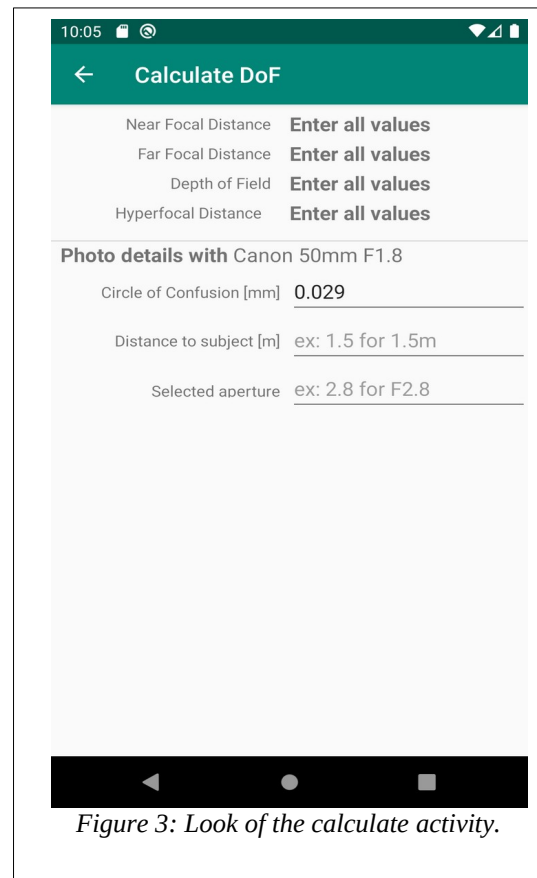 10:05
Calculate DoF
Near Focal Distance Enter all values
Far Focal Distance Enter all values
Depth of Field Enter all values
Hyperfocal Distance Enter all values
Photo details with Canon 50mm F1.8
Circle of Confusion [mm] 0.029
Distance to subject [m] ex: 1.5 for 1.5m
Selected aperture ex: 2.8 for F2.8
Figure 3: Look of the calculate activity.